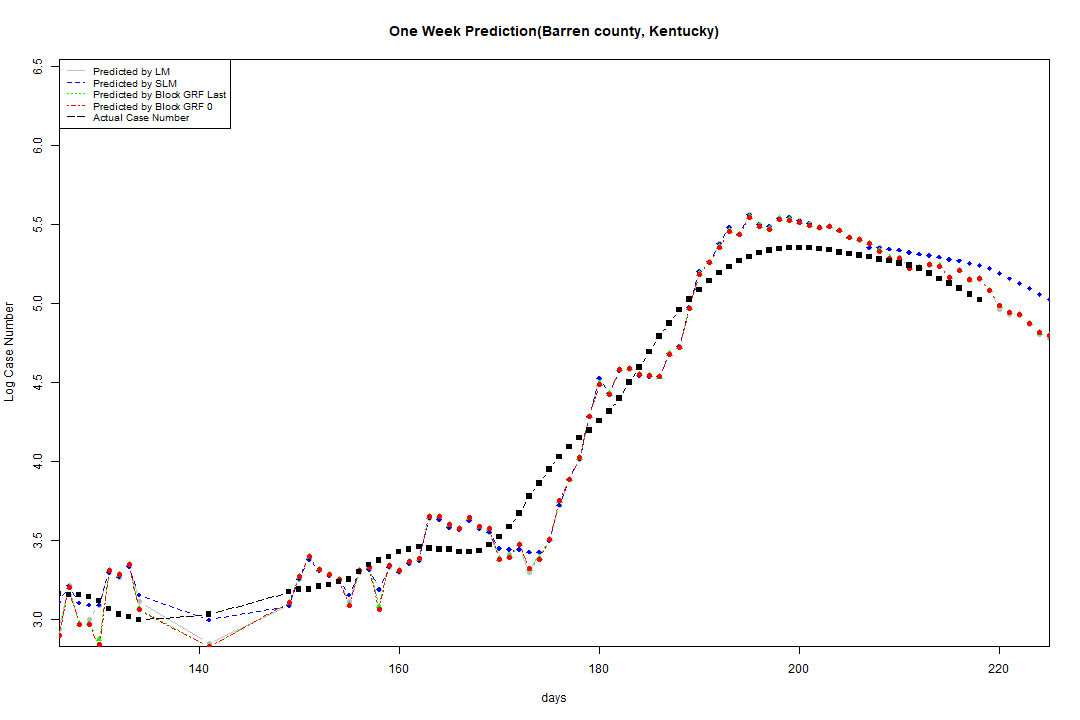 One Week Prediction(Barren county, Kentucky)
Predicted by LM
Predicted by SLM
Predicted by Block GRF Last
Predicted by Block GRF 0
Actual Case Number
Log Case Number
6.5
6.0
5.5
5.0
4.5
4.0
3.5
3.0
140 160 180 200 220
days